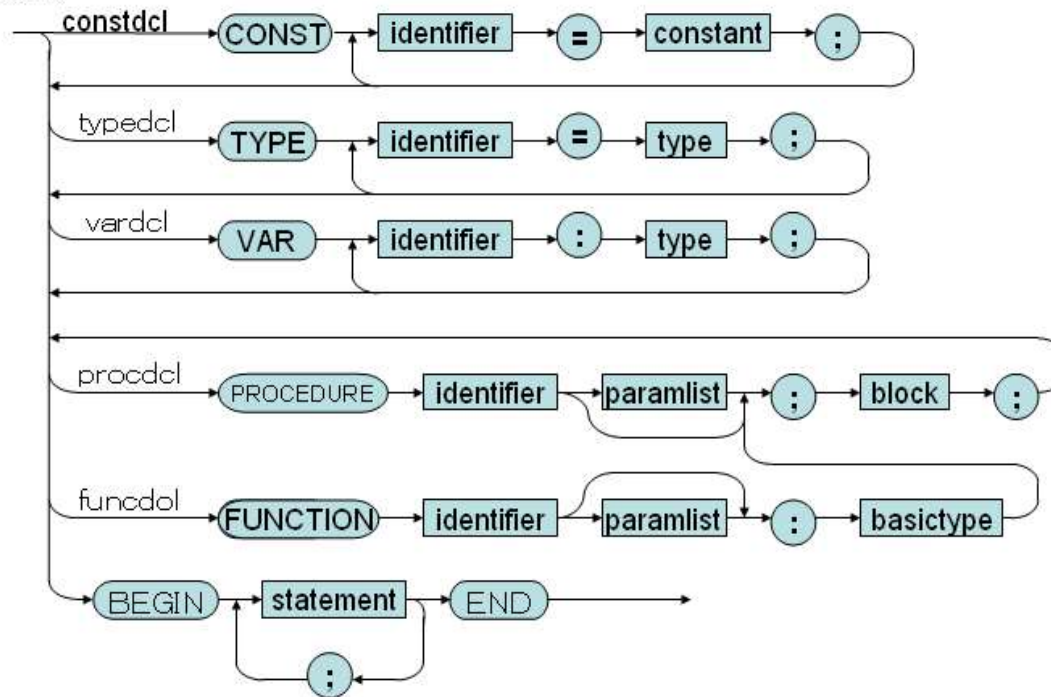 constdcl CONST identifier = constant ;
typedcl TYPE identifier = type ;
vardcl VAR identifier : type ;
procdcl PROCEDURE identifier paramlist ; block ;
funcdol FUNCTION identifier paramlist : basictype
BEGIN statement END
;